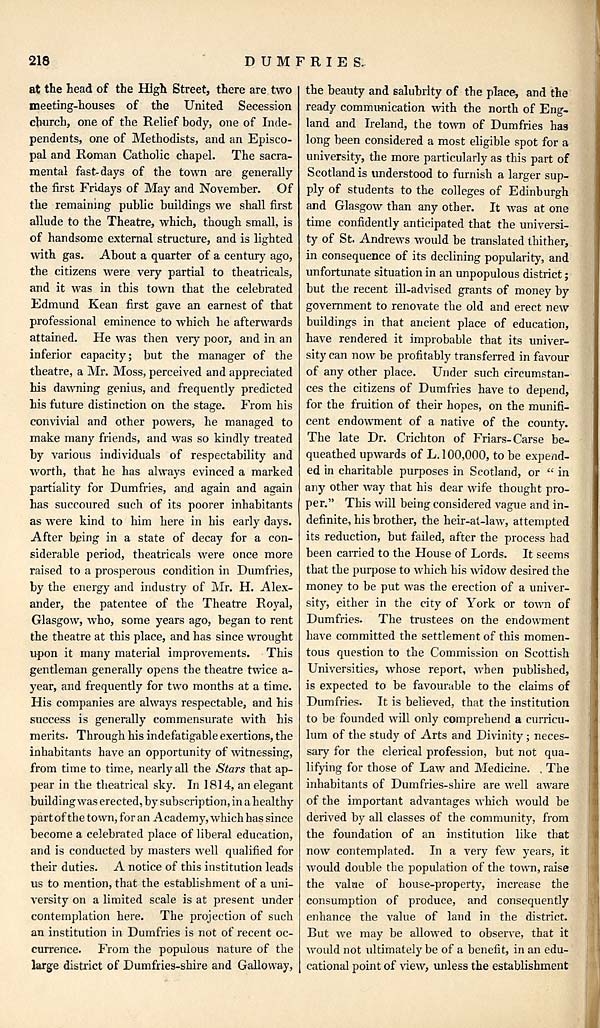 218
DUMFRIES.
at the head of the High Street, there are two
meeting-houses of the United Secession
church, one of the Relief body, one of Inde-
pendents, one of Methodists, and an Episco-
pal and Roman Catholic chapel. The sacra-
mental fast-days of the town are generally
the first Fridays of May and November. Of
the remaining public buildings we shall first
allude to the Theatre, which, though small, is
of handsome external structure, and is lighted
with gas. About a quarter of a century ago,
the citizens were very partial to theatricals,
and it was in this town that the celebrated
Edmund Kean first gave an earnest of that
professional eminence to which he afterwards
attained. He was then very poor, and in an
inferior capacity; but the manager of the
theatre, a Mr. Moss, perceived and appreciated
his dawning genius, and frequently predicted
his future distinction on the stage. From his
convivial and other powers, he managed to
make many friends, and was so kindly treated
by various individuals of respectability and
worth, that he has always evinced a marked
partiality for Dumfries, and again and again
has succoured such of its poorer inhabitants
as were kind to him here in his early days.
After being in a state of decay for a con-
siderable period, theatricals were once more
raised to a prosperous condition in Dumfries,
by the energy and industry of Mr. H. Alex-
ander, the patentee of the Theatre Royal,
Glasgow, who, some years ago, began to rent
the theatre at this place, and has since wrought
upon it many material improvements. This
gentleman generally opens the theatre twice a-
year, and frequently for two months at a time.
His companies are always respectable, and his
success is generally commensurate with his
merits. Through his indefatigable exertions, the
inhabitants have an opportunity of witnessing,
from time to time, nearly all the Stars that ap-
pear in the theatrical sky. In 1814, an elegant
building was erected, by subscription, in a healthy
part of the town, for an Academy, which has since
become a celebrated place of liberal education,
and is conducted by masters well qualified for
their duties. A notice of this institution leads
us to mention, that the establishment of a uni-
versity on a limited scale is at present under
contemplation here. The projection of such
an institution in Dumfries is not of recent oc-
currence. From the populous nature of the
large district of Dumfries-shire and Galloway,
the beauty and salubrity of the place, and the
ready communication with the north of Eng-
land and Ireland, the town of Dumfries has
long been considered a most eligible spot for a
university, the more particularly as this part of
Scotland is understood to furnish a larger sup-
ply of students to the colleges of Edinburgh
and Glasgow than any other. It was at one
time confidently anticipated that the universi-
ty of St. Andrews would be translated thither,
in consequence of its declining popularity, and
unfortunate situation in an unpopulous district;
but the recent ill-advised grants of money by
government to renovate the old and erect new
buildings in that ancient place of education,
have rendered it improbable that its univer-
sity can now be profitably transferred in favour
of any other place. Under such circumstan-
ces the citizens of Dumfries have to depend,
for the fruition of their hopes, on the munifi-
cent endowment of a native of the county.
The late Dr. Crichton of Friars-Carse be-
queathed upwards of L.100,000, to be expend-
ed in charitable purposes in Scotland, or " in
any other way that his dear wife thought pro-
per." This will being considered vague and in-
definite, his brother, the heir-at-law, attempted
its reduction, but failed, after the process had
been carried to the House of Lords. It seems
that the purpose to which his widow desired the
money to be put was the erection of a univer-
sity, either in the city of York or town of
Dumfries. The trustees on the endowment
have committed the settlement of this momen-
tous question to the Commission on Scottish
Universities, whose report, when published,
is expected to be favourable to the claims of
Dumfries. It is believed, that the institution
to be founded will only comprehend a curricu-
lum of the study of Arts and Divinity; neces-
sary for the clerical profession, but not qua-
lifying for those of Law and Medicine. The
inhabitants of Dumfries-shire are well aware
of the important advantages which would be
derived by all classes of the community, from
the foundation of an institution like that
now contemplated. In a very few years, it
would double the population of the town, raise
the value of house-property, increase the
consumption of produce, and consequently
enhance the value of land in the district.
But we may be allowed to observe, that it
would not ultimately be of a benefit, in an edu-
cational point of view, unless the establishment